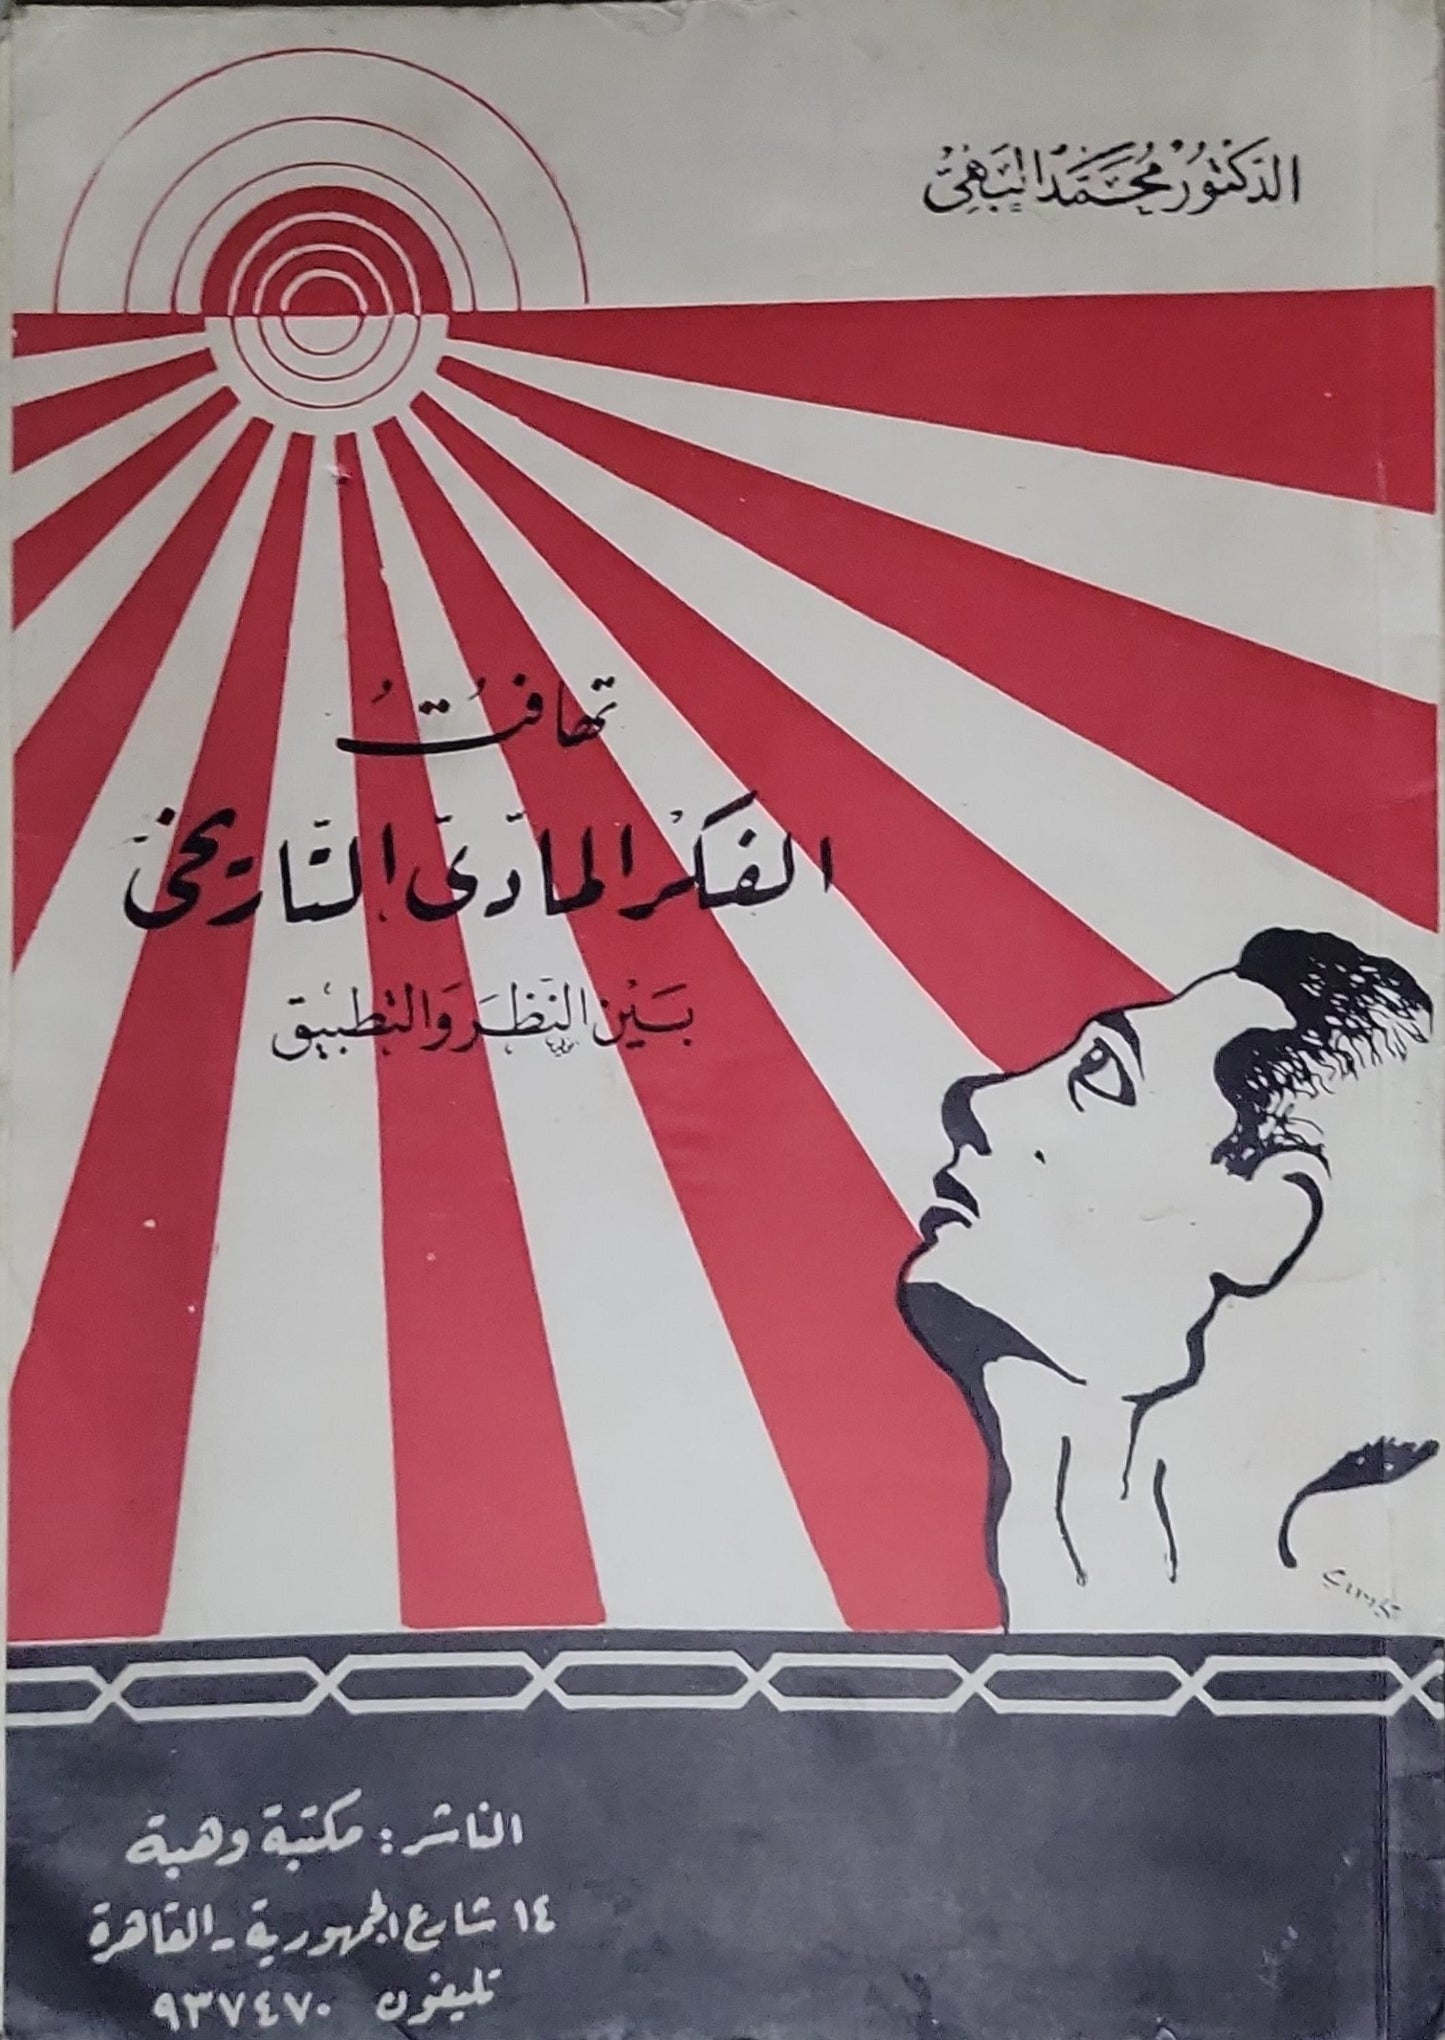 الدكتور محمد البهي
تهافت
الفكر المادي التاريخي
بين النظر والتطبيق
الناشر : مكتبة وهبة
١٤ شارع الجمهورية - القاهرة
تليفون ٩٣٧٤٧٠